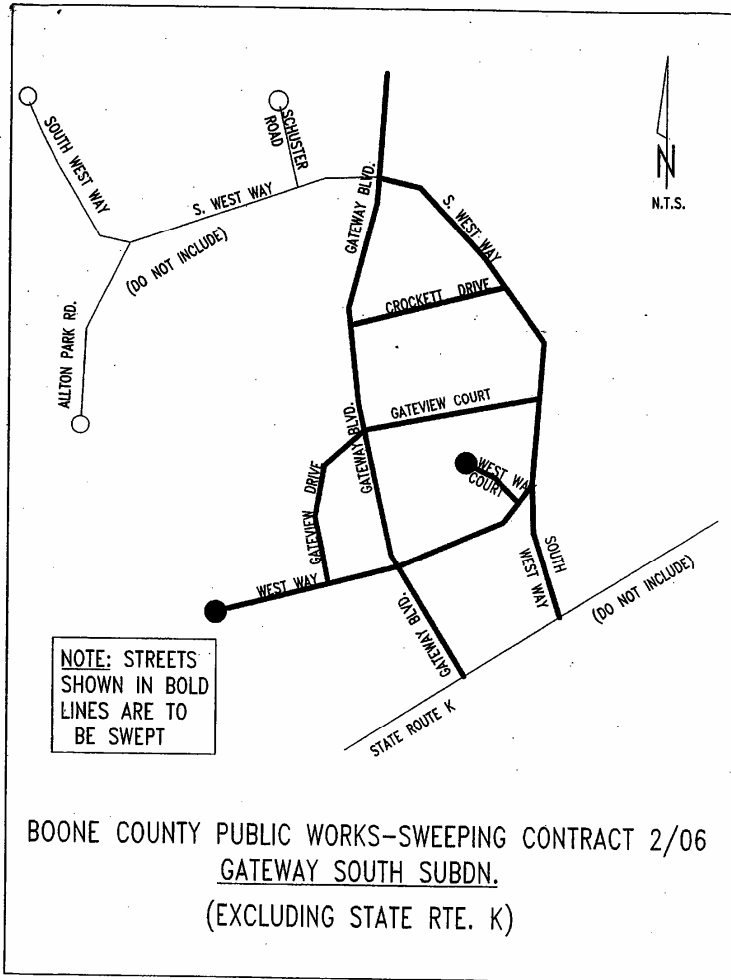 SOUTH WEST WAY
SCHUSTER
ROAD
S. WEST WAY
(DO NOT INCLUDE)
ALLTON PARK RD.
GATEWAY BLVD.
S. WEST WAY
N
N.T.S.
CROCKETT DRIVE
GATEVIEW COURT
GATEWAY BLVD.
GATEVIEW DRIVE
WEST WAY
COURT
WEST WAY
SOUTH
WEST WAY
GATEWAY BLVD.
(DO NOT INCLUDE)
STATE ROUTE K
NOTE: STREETS
SHOWN IN BOLD
LINES ARE TO
BE SWEPT
BOONE COUNTY PUBLIC WORKS-SWEEPING CONTRACT 2/06
GATEWAY SOUTH SUBDN.
(EXCLUDING STATE RTE. K)